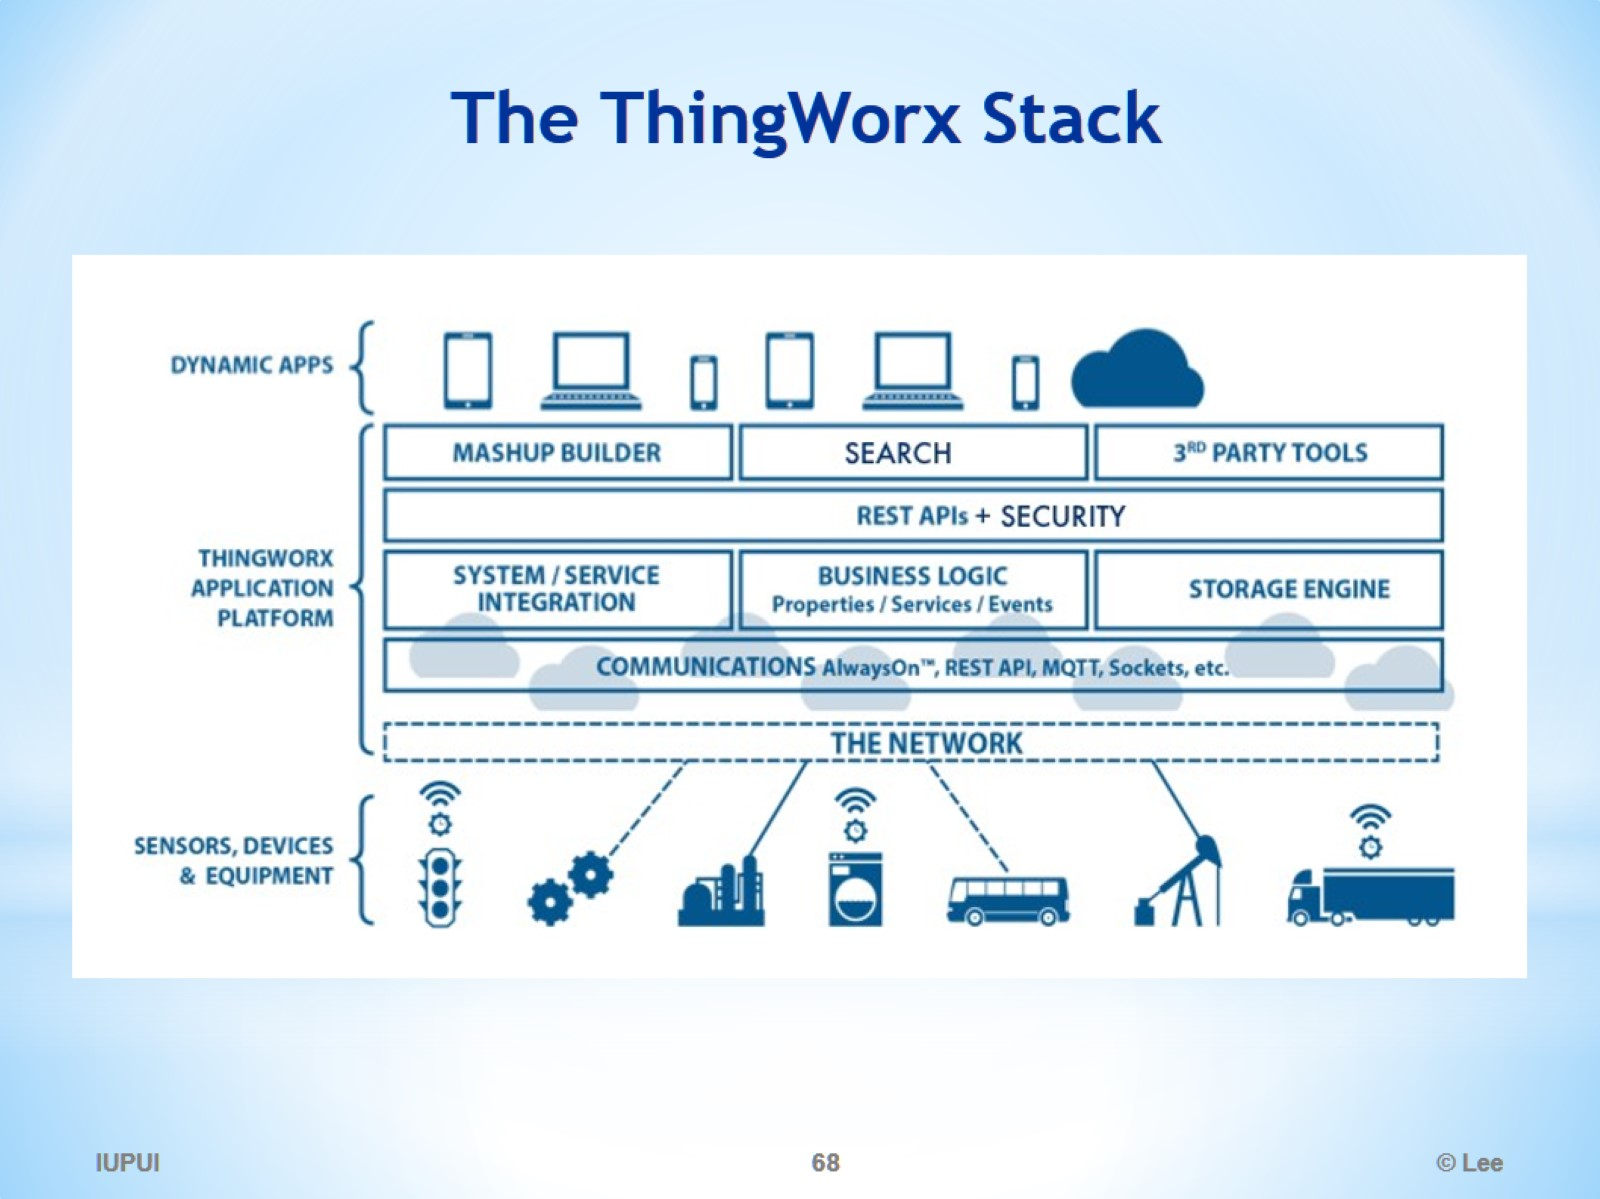 The ThingWorx Stack
DYNAMIC APPS
MASHUP BUILDER
SEARCH
3RD PARTY TOOLS
REST APIs + SECURITY
THINGWORX
APPLICATION
PLATFORM
SYSTEM / SERVICE
INTEGRATION
BUSINESS LOGIC
Properties / Services / Events
STORAGE ENGINE
COMMUNICATIONS AlwaysOn™, REST API, MQTT, Sockets, etc.
THE NETWORK
SENSORS, DEVICES
& EQUIPMENT
IUPUI
68
© Lee